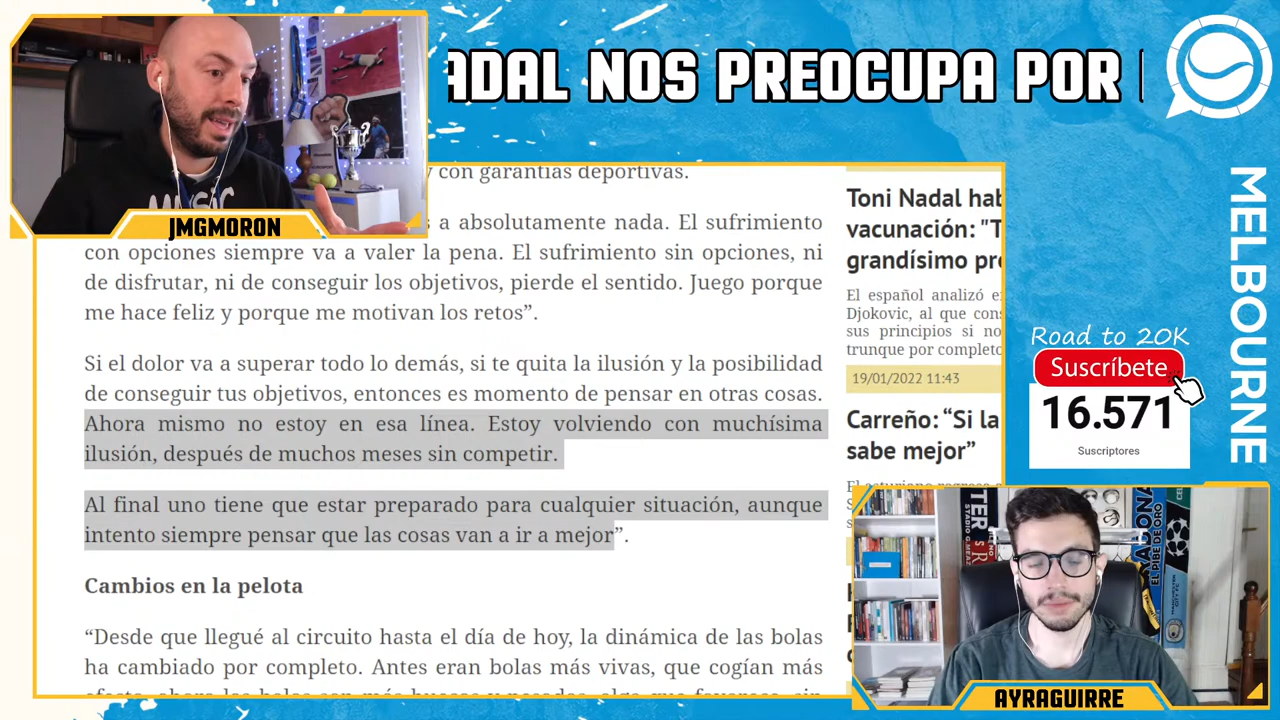 ADAL NOS PREOCUPA POR
MUSIC
JMGMORON
y con garantías deportivas.
a absolutamente nada. El sufrimiento
con opciones siempre va a valer la pena. El sufrimiento sin opciones, ni
de disfrutar, ni de conseguir los objetivos, pierde el sentido. Juego porque
me hace feliz y porque me motivan los retos”.
Si el dolor va a superar todo lo demás, si te quita la ilusión y la posibilidad
de conseguir tus objetivos, entonces es momento de pensar en otras cosas.
Ahora mismo no estoy en esa línea. Estoy volviendo con muchísima
ilusión, después de muchos meses sin competir.
Al final uno tiene que estar preparado para cualquier situación, aunque
intento siempre pensar que las cosas van a ir a mejor”.
Cambios en la pelota
“Desde que llegué al circuito hasta el día de hoy, la dinámica de las bolas
ha cambiado por completo. Antes eran bolas más vivas, que cogían más
Toni Nadal hab
vacunación: "T
grandísimo pro
El español analizó e
Djokovic, al que cons
sus principios si no
trunque por completo
19/01/2022 11:43
Carreño: “Si la
sabe mejor”
MELBOURNE
Road to 20K
Suscríbete
16.571
Suscriptores
EL PIBE DE ORO
AYRAGUIRRE